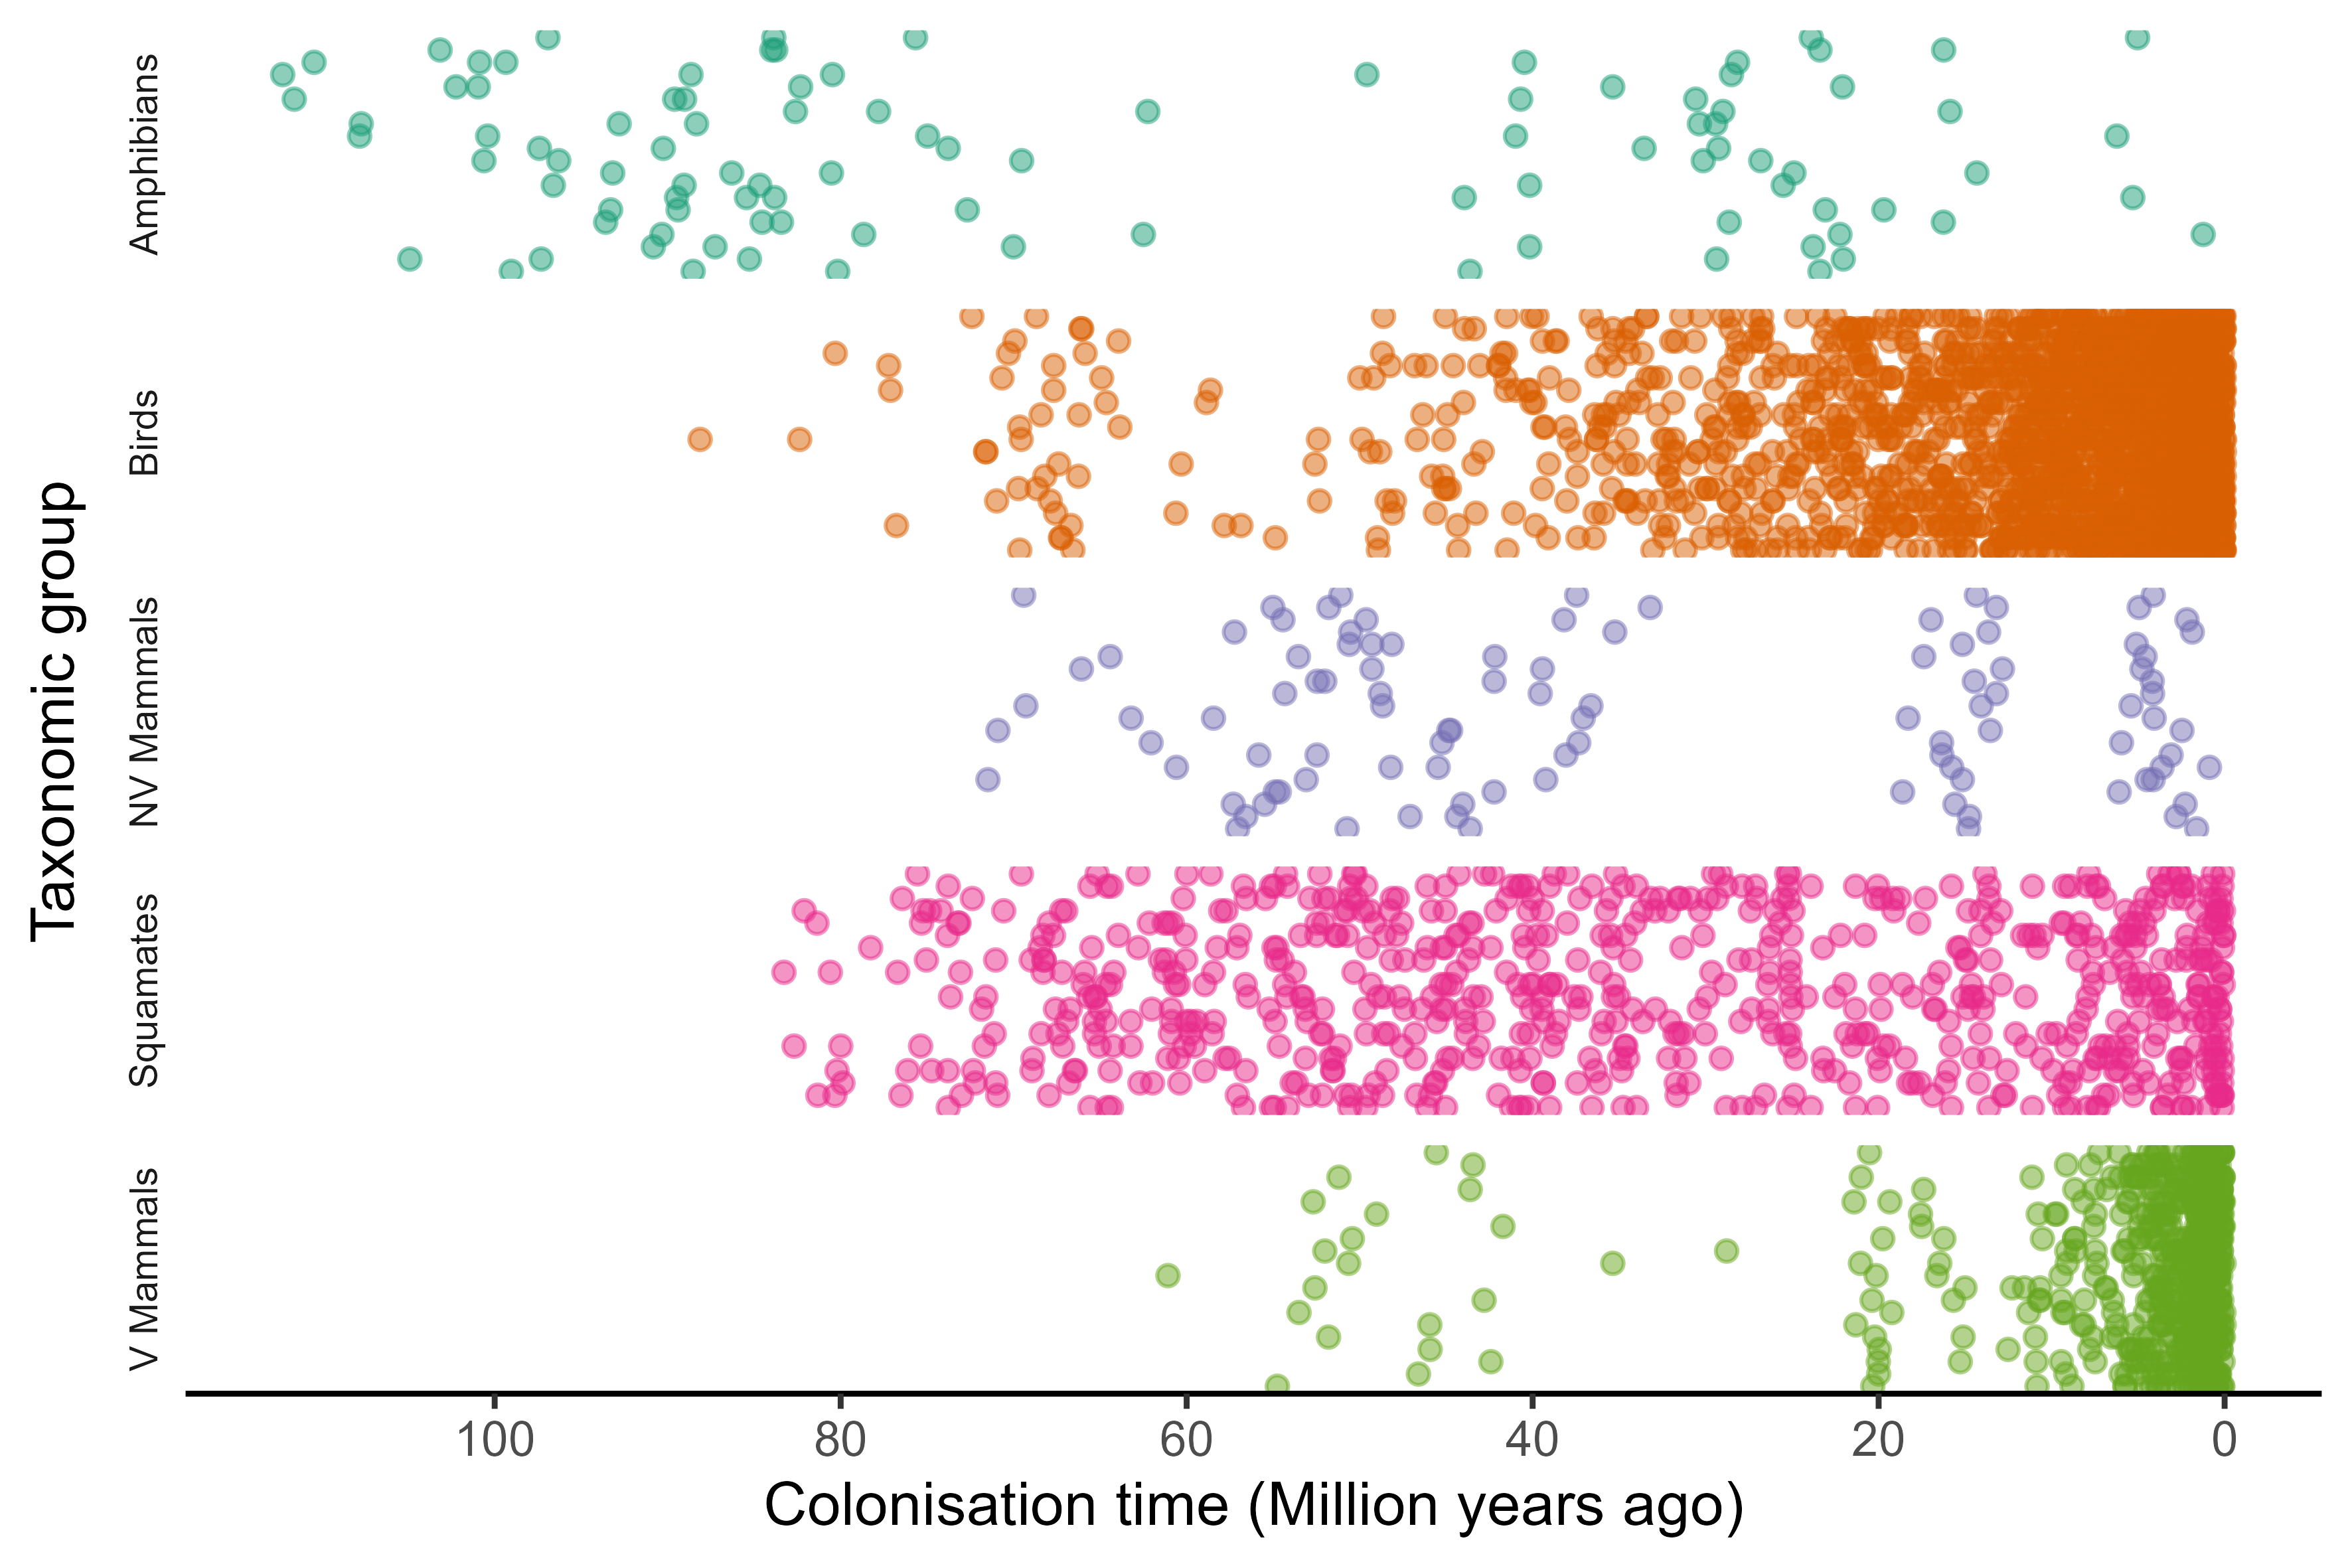 Taxonomic group
Amphibians
Birds
NV Mammals
Squamates
V Mammals
100 80 60 40 20 0
Colonisation time (Million years ago)